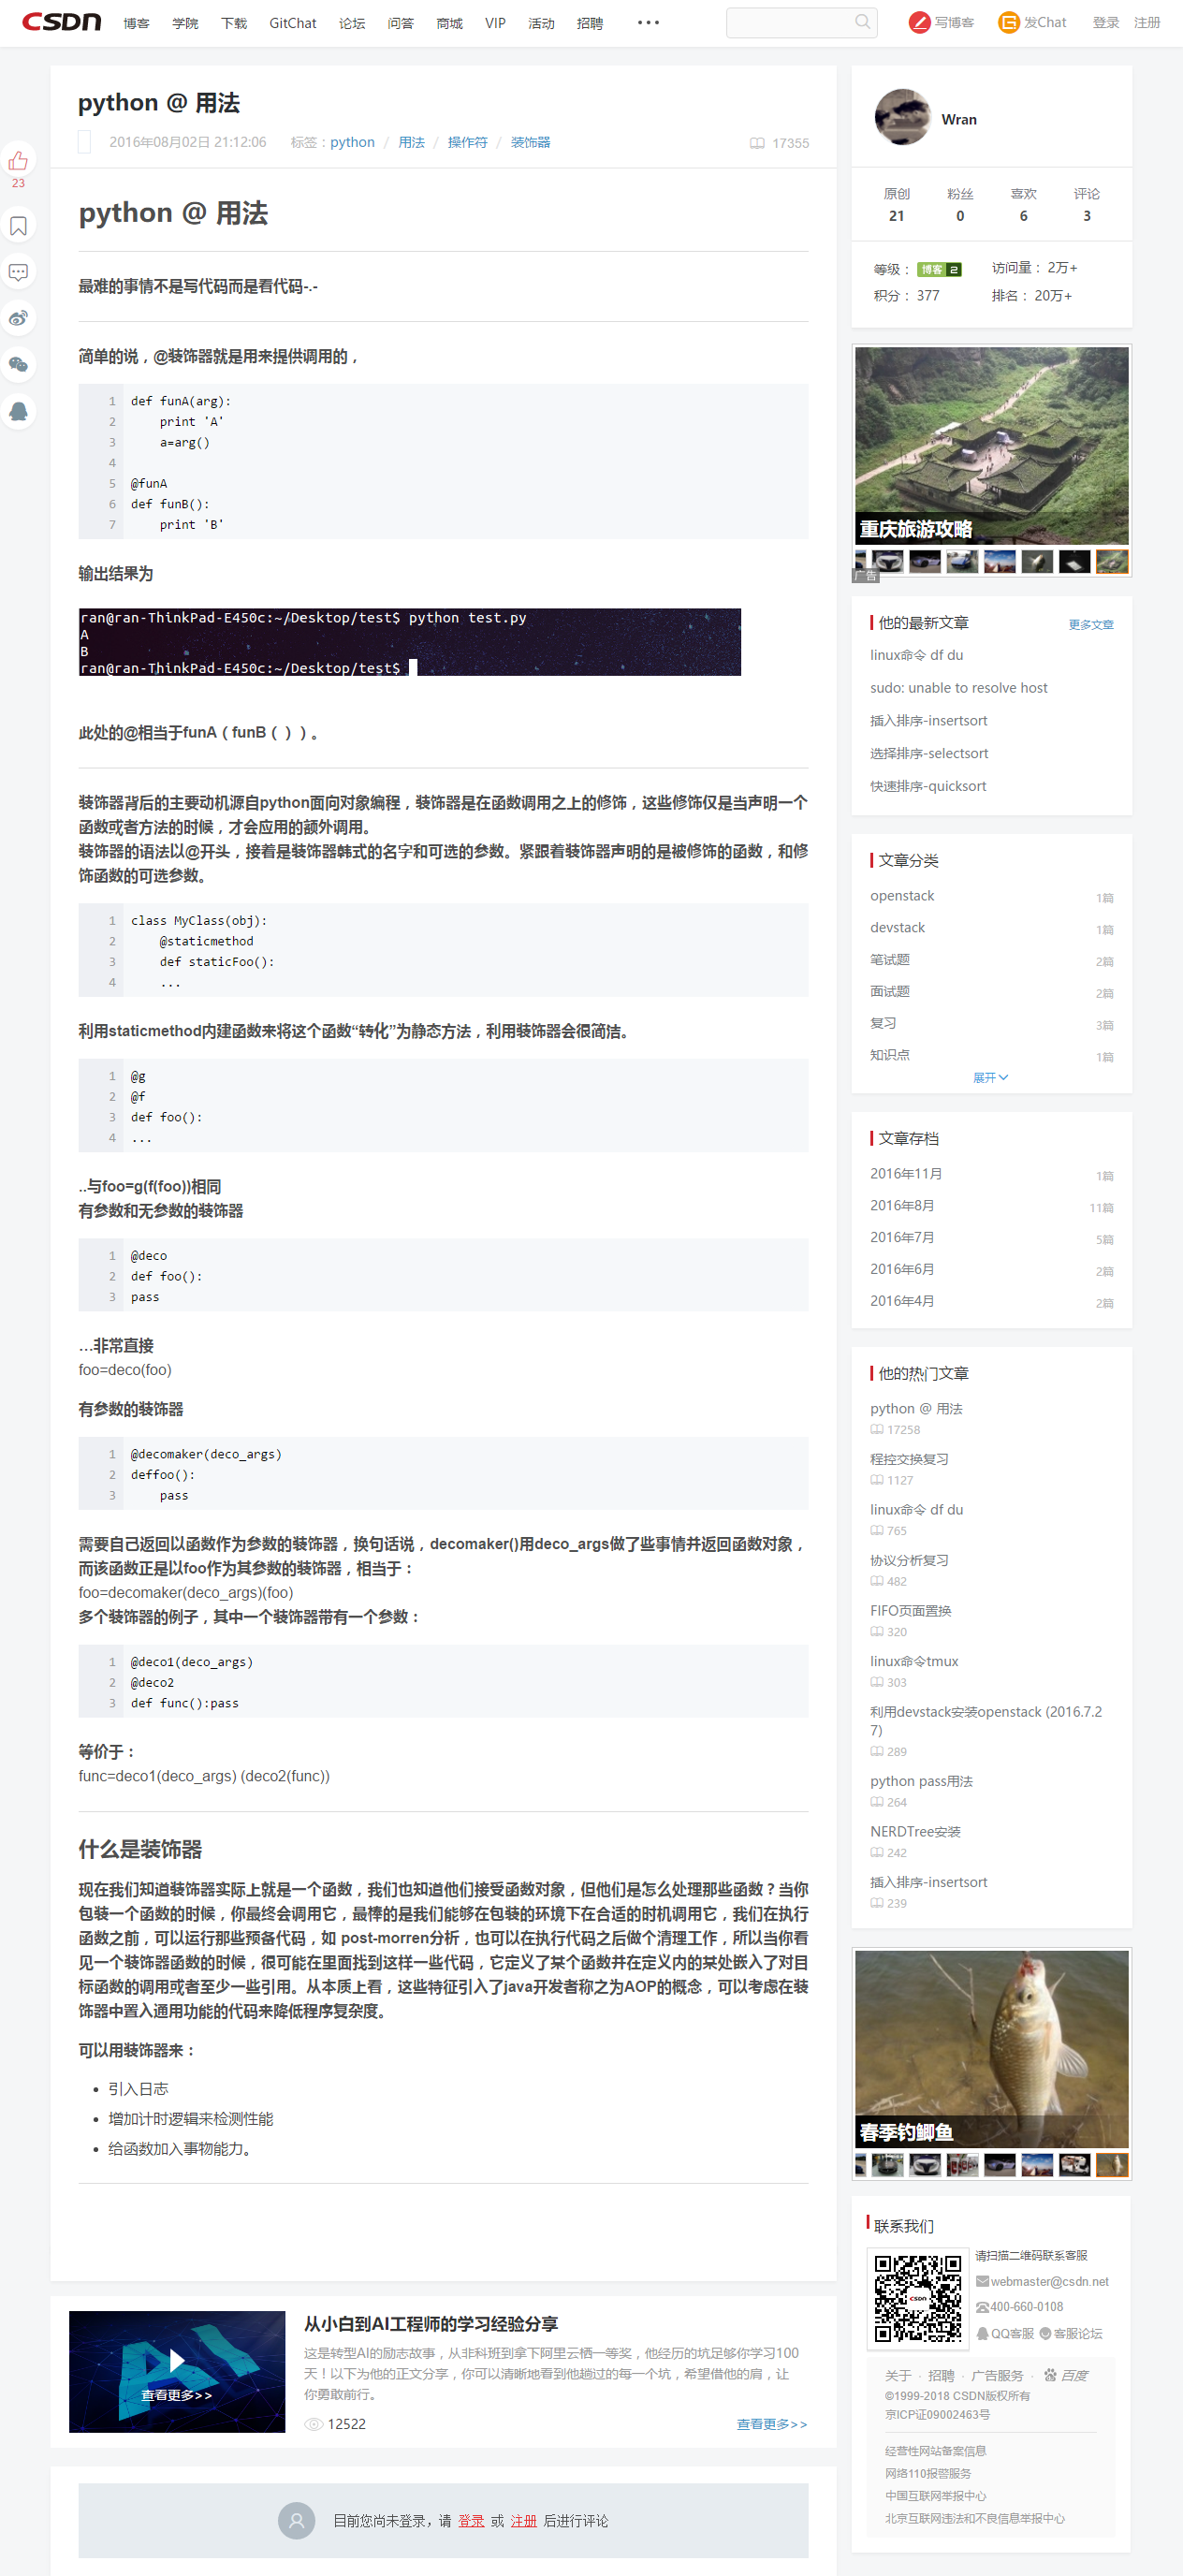 CSDN 博客 学院 下载 GitChat 论坛 问答 商城 VIP 活动 招聘 ••• 写博客 发Chat 登录 注册
python @ 用法
2016年08月02日 21:12:06 标签：python / 用法 / 操作符 / 装饰器 17355
23
python @ 用法
最难的事情不是写代码而是看代码-.-
简单的说，@装饰器就是用来提供调用的，
1 def funA(arg):
2 print 'A'
3 a=arg()
4
5 @funA
6 def funB():
7 print 'B'
输出结果为
ran@ran-ThinkPad-E450c:~/Desktop/test$ python test.py
A
B
ran@ran-ThinkPad-E450c:~/Desktop/test$
此处的@相当于funA（funB（））。
装饰器背后的主要动机源自python面向对象编程，装饰器是在函数调用之上的修饰，这些修饰仅是当声明一个
函数或者方法的时候，才会应用的额外调用。
装饰器的语法以@开头，接着是装饰器韩式的名字和可选的参数。紧跟着装饰器声明的是被修饰的函数，和修
饰函数的可选参数。
1 class MyClass(obj):
2 @staticmethod
3 def staticFoo():
4 ...
利用staticmethod内建函数来将这个函数“转化”为静态方法，利用装饰器会很简洁。
1 @g
2 @f
3 def foo():
4 ...
..与foo=g(f(foo))相同
有参数和无参数的装饰器
1 @deco
2 def foo():
3 pass
…非常直接
foo=deco(foo)
有参数的装饰器
1 @decomaker(deco_args)
2 deffoo():
3 pass
需要自己返回以函数作为参数的装饰器，换句话说，decomaker()用deco_args做了些事情并返回函数对象，
而该函数正是以foo作为其参数的装饰器，相当于：
foo=decomaker(deco_args)(foo)
多个装饰器的例子，其中一个装饰器带有一个参数：
1 @deco1(deco_args)
2 @deco2
3 def func():pass
等价于：
func=deco1(deco_args) (deco2(func))
什么是装饰器
现在我们知道装饰器实际上就是一个函数，我们也知道他们接受函数对象，但他们是怎么处理那些函数？当你
包装一个函数的时候，你最终会调用它，最棒的是我们能够在包装的环境下在合适的时机调用它，我们在执行
函数之前，可以运行那些预备代码，如 post-morren分析，也可以在执行代码之后做个清理工作，所以当你看
见一个装饰器函数的时候，很可能在里面找到这样一些代码，它定义了某个函数并在定义内的某处嵌入了对目
标函数的调用或者至少一些引用。从本质上看，这些特征引入了java开发者称之为AOP的概念，可以考虑在装
饰器中置入通用功能的代码来降低程序复杂度。
可以用装饰器来：
• 引入日志
• 增加计时逻辑来检测性能
• 给函数加入事物能力。
查看更多>>
从小白到AI工程师的学习经验分享
这是转型AI的励志故事，从非科班到拿下阿里云栖一等奖，他经历的坑足够你学习100
天！以下为他的正文分享，你可以清晰地看到他趟过的每一个坑，希望借他的肩，让
你勇敢前行。
12522 查看更多>>
目前您尚未登录，请 登录 或 注册 后进行评论
Wran
原创 粉丝 喜欢 评论
21 0 6 3
等级： 博客 2 访问量： 2万+
积分： 377 排名： 20万+
重庆旅游攻略
广告
他的最新文章 更多文章
linux命令 df du
sudo: unable to resolve host
插入排序-insertsort
选择排序-selectsort
快速排序-quicksort
文章分类
openstack 1篇
devstack 1篇
笔试题 2篇
面试题 2篇
复习 3篇
知识点 1篇
展开
文章存档
2016年11月 1篇
2016年8月 11篇
2016年7月 5篇
2016年6月 2篇
2016年4月 2篇
他的热门文章
python @ 用法
17258
程控交换复习
1127
linux命令 df du
765
协议分析复习
482
FIFO页面置换
320
linux命令tmux
303
利用devstack安装openstack (2016.7.2
7)
289
python pass用法
264
NERDTree安装
242
插入排序-insertsort
239
春季钓鲫鱼
联系我们
CSDN
请扫描二维码联系客服
webmaster@csdn.net
400-660-0108
QQ客服 客服论坛
关于 · 招聘 · 广告服务 · 百度
©1999-2018 CSDN版权所有
京ICP证09002463号
经营性网站备案信息
网络110报警服务
中国互联网举报中心
北京互联网违法和不良信息举报中心